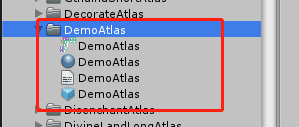 DecorateAtlas
DemoAtlas
DemoAtlas
DemoAtlas
DemoAtlas
DemoAtlas
DisenchantAtlas
DivineLandLongAtlas